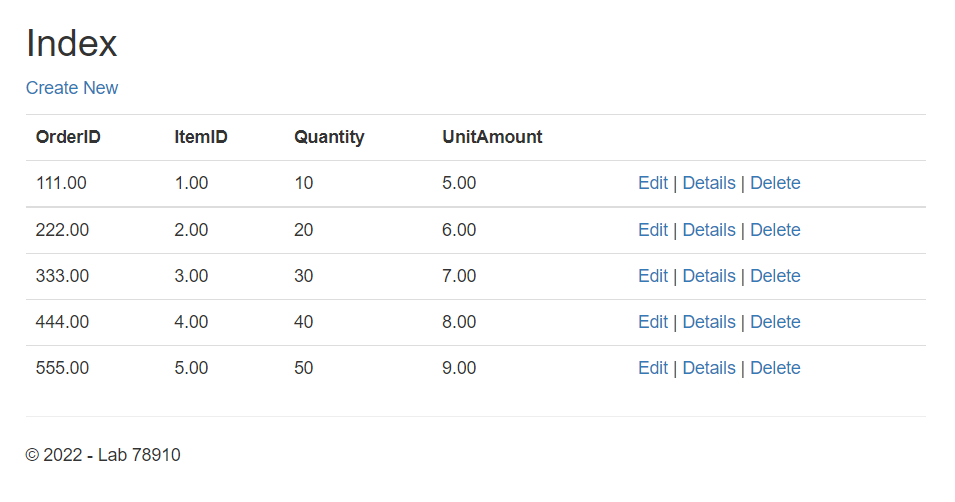 Index
Create New
OrderID ItemID Quantity UnitAmount
111.00 1.00 10 5.00 Edit | Details | Delete
222.00 2.00 20 6.00 Edit | Details | Delete
333.00 3.00 30 7.00 Edit | Details | Delete
444.00 4.00 40 8.00 Edit | Details | Delete
555.00 5.00 50 9.00 Edit | Details | Delete
© 2022 - Lab 78910